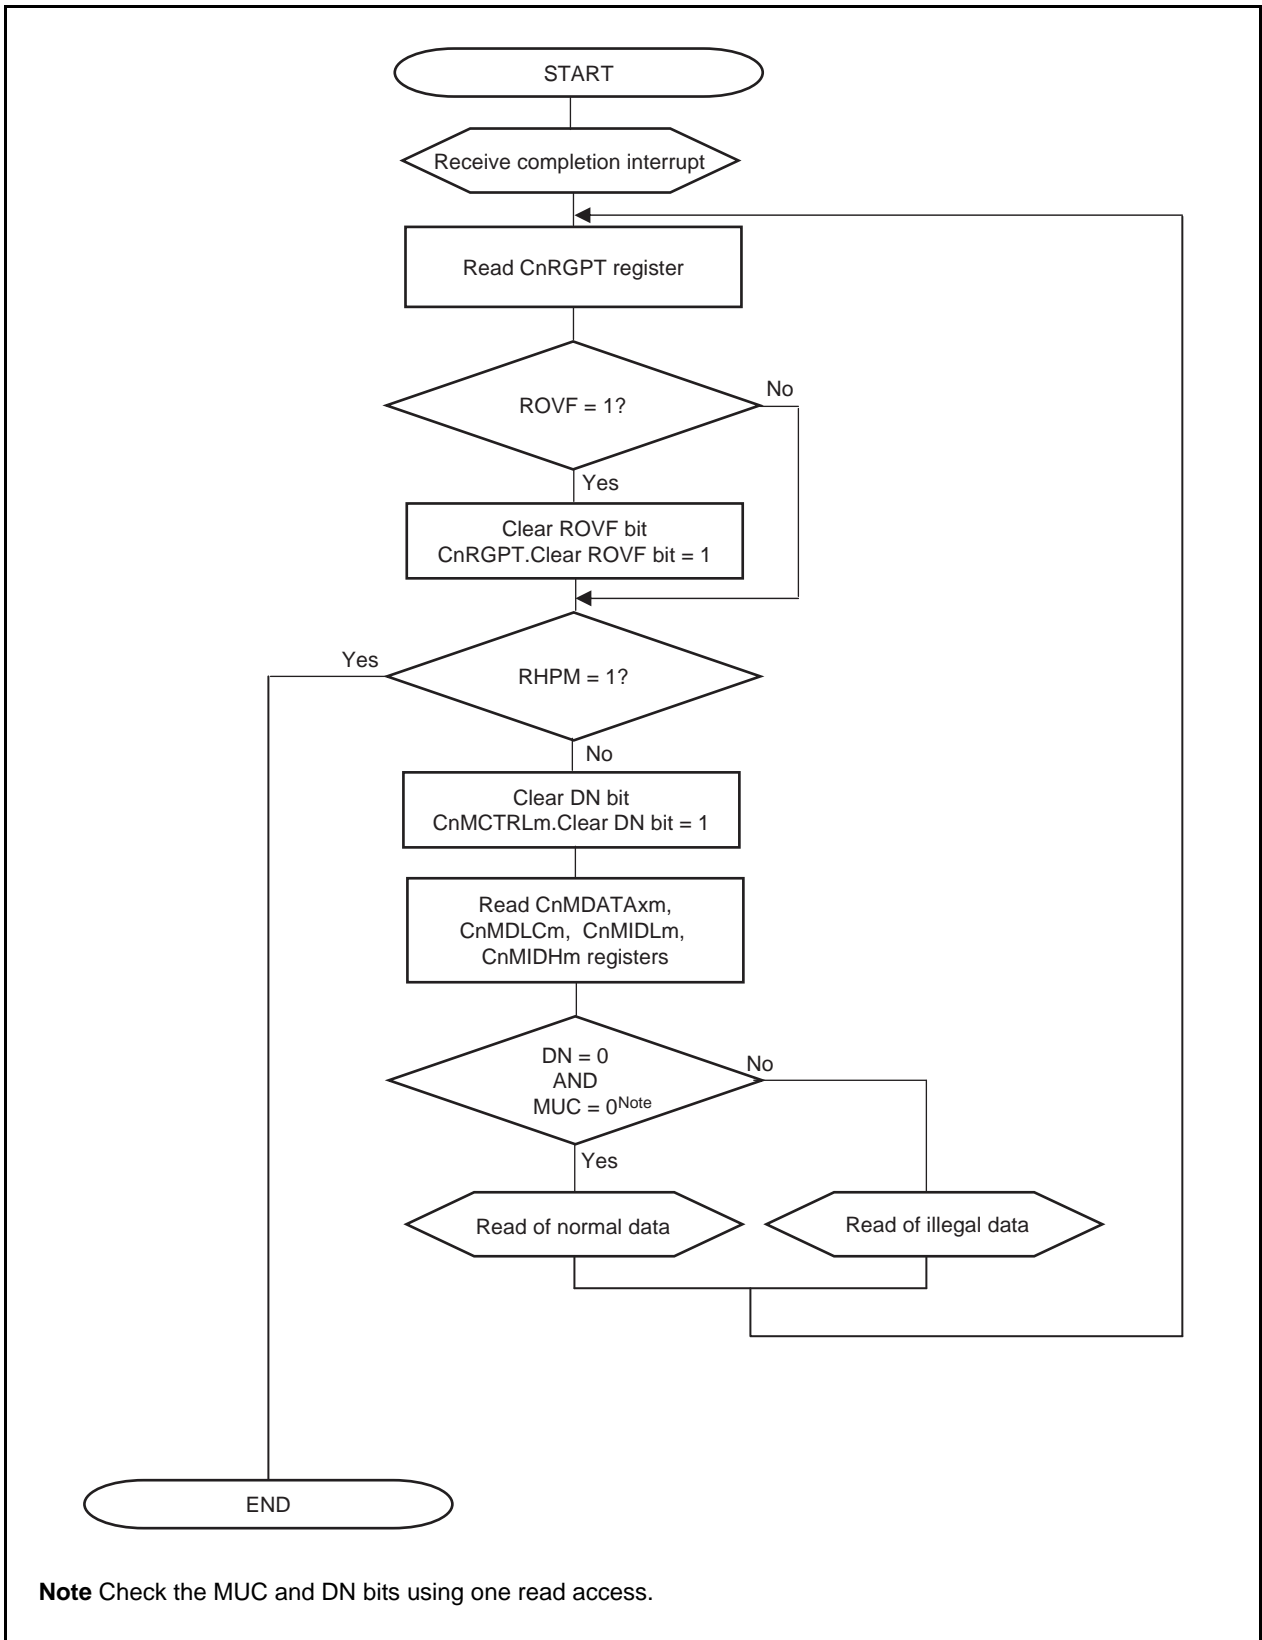 START
Receive completion interrupt
Read CnRGPT register
ROVF = 1?
No
Yes
Clear ROVF bit
CnRGPT.Clear ROVF bit = 1
Yes
RHPM = 1?
No
Clear DN bit
CnMCTRLm.Clear DN bit = 1
Read CnMDATAxm,
CnMDLCm, CnMIDLm,
CnMIDHm registers
DN = 0
AND
MUC = 0Note
No
Yes
Read of normal data
Read of illegal data
END
Note Check the MUC and DN bits using one read access.